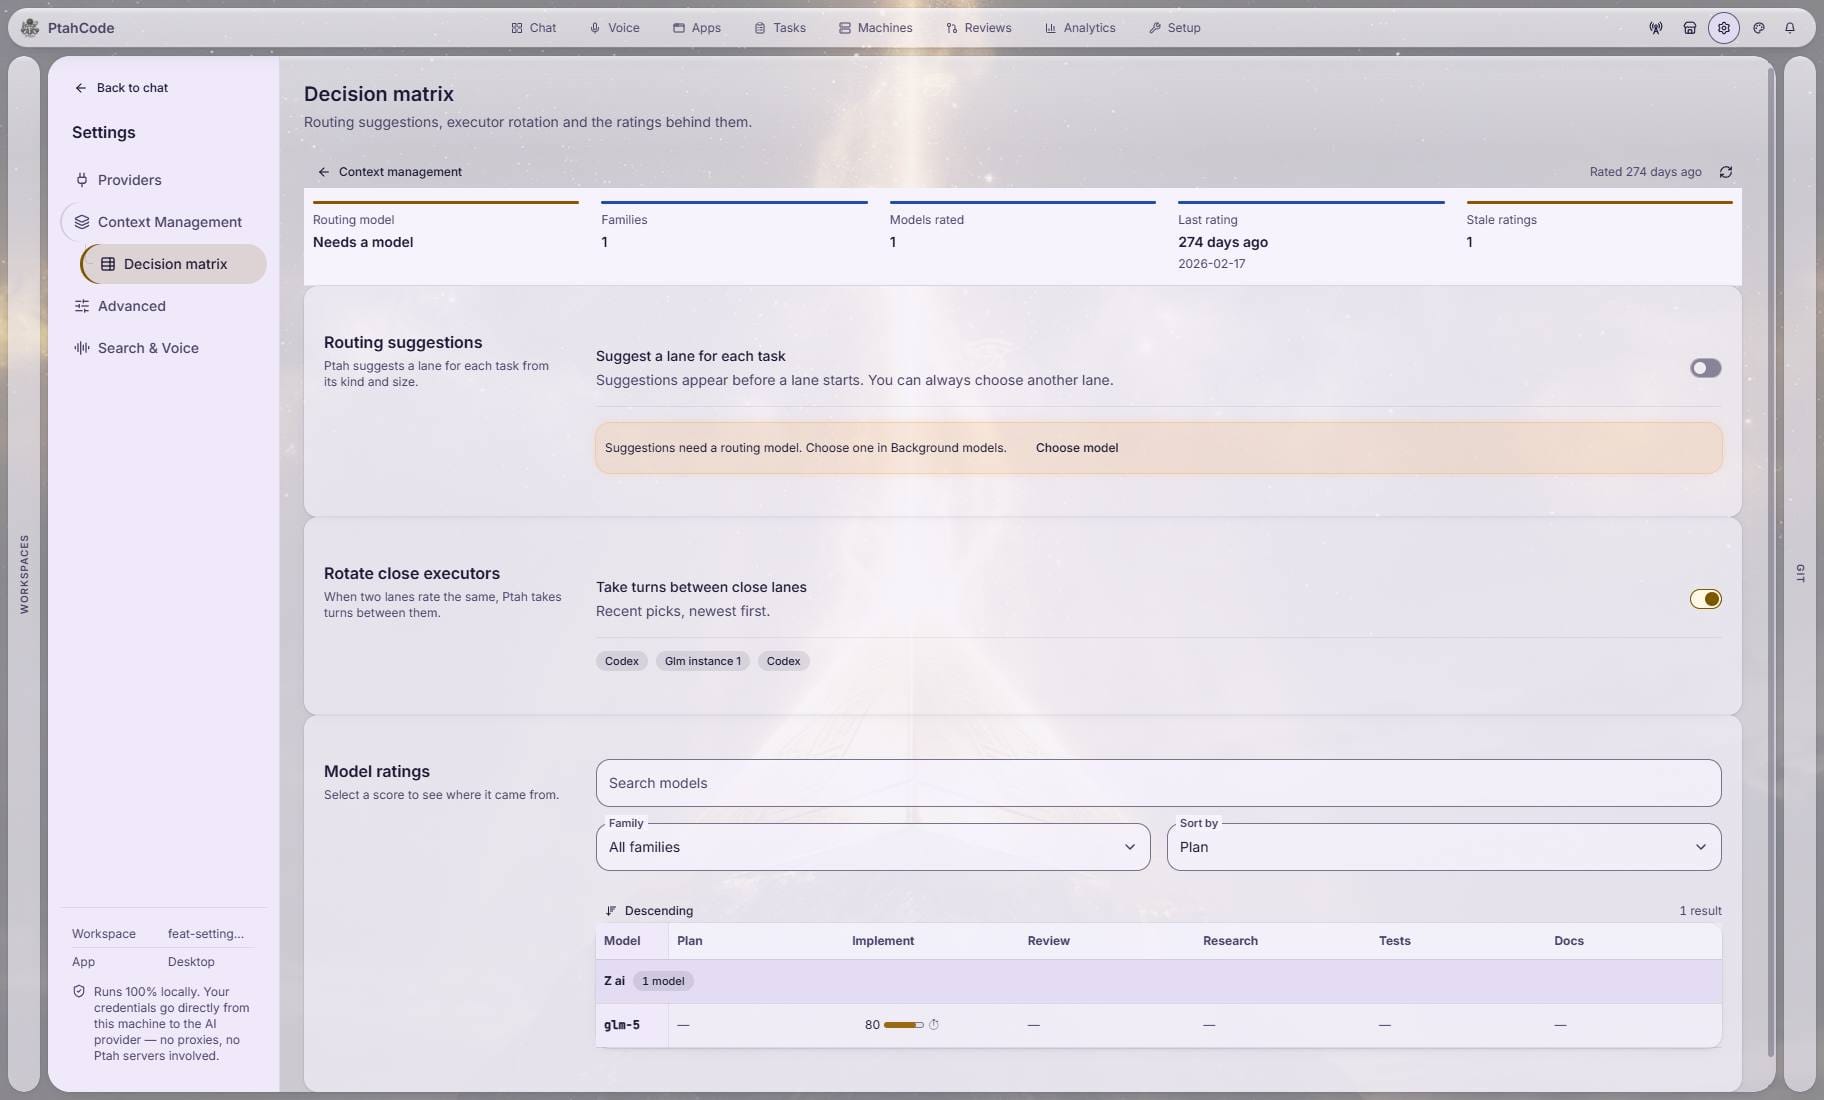 PtahCode
Chat
Voice
Apps
Tasks
Machines
Reviews
Analytics
Setup
WORKSPACES
Back to chat
Settings
Providers
Context Management
Decision matrix
Advanced
Search & Voice
Workspace feat-setting...
App Desktop
Runs 100% locally. Your
credentials go directly from
this machine to the AI
provider — no proxies, no
Ptah servers involved.
Decision matrix
Routing suggestions, executor rotation and the ratings behind them.
Context management
Rated 274 days ago
Routing model
Needs a model
Families
1
Models rated
1
Last rating
274 days ago
2026-02-17
Stale ratings
1
Routing suggestions
Ptah suggests a lane for each task from
its kind and size.
Suggest a lane for each task
Suggestions appear before a lane starts. You can always choose another lane.
Suggestions need a routing model. Choose one in Background models. Choose model
Rotate close executors
When two lanes rate the same, Ptah takes
turns between them.
Take turns between close lanes
Recent picks, newest first.
Codex Glm instance 1 Codex
Model ratings
Select a score to see where it came from.
Search models
Family
All families
Sort by
Plan
Descending
1 result
Model Plan Implement Review Research Tests Docs
Z ai 1 model
glm-5 — 80 — — — —
GIT